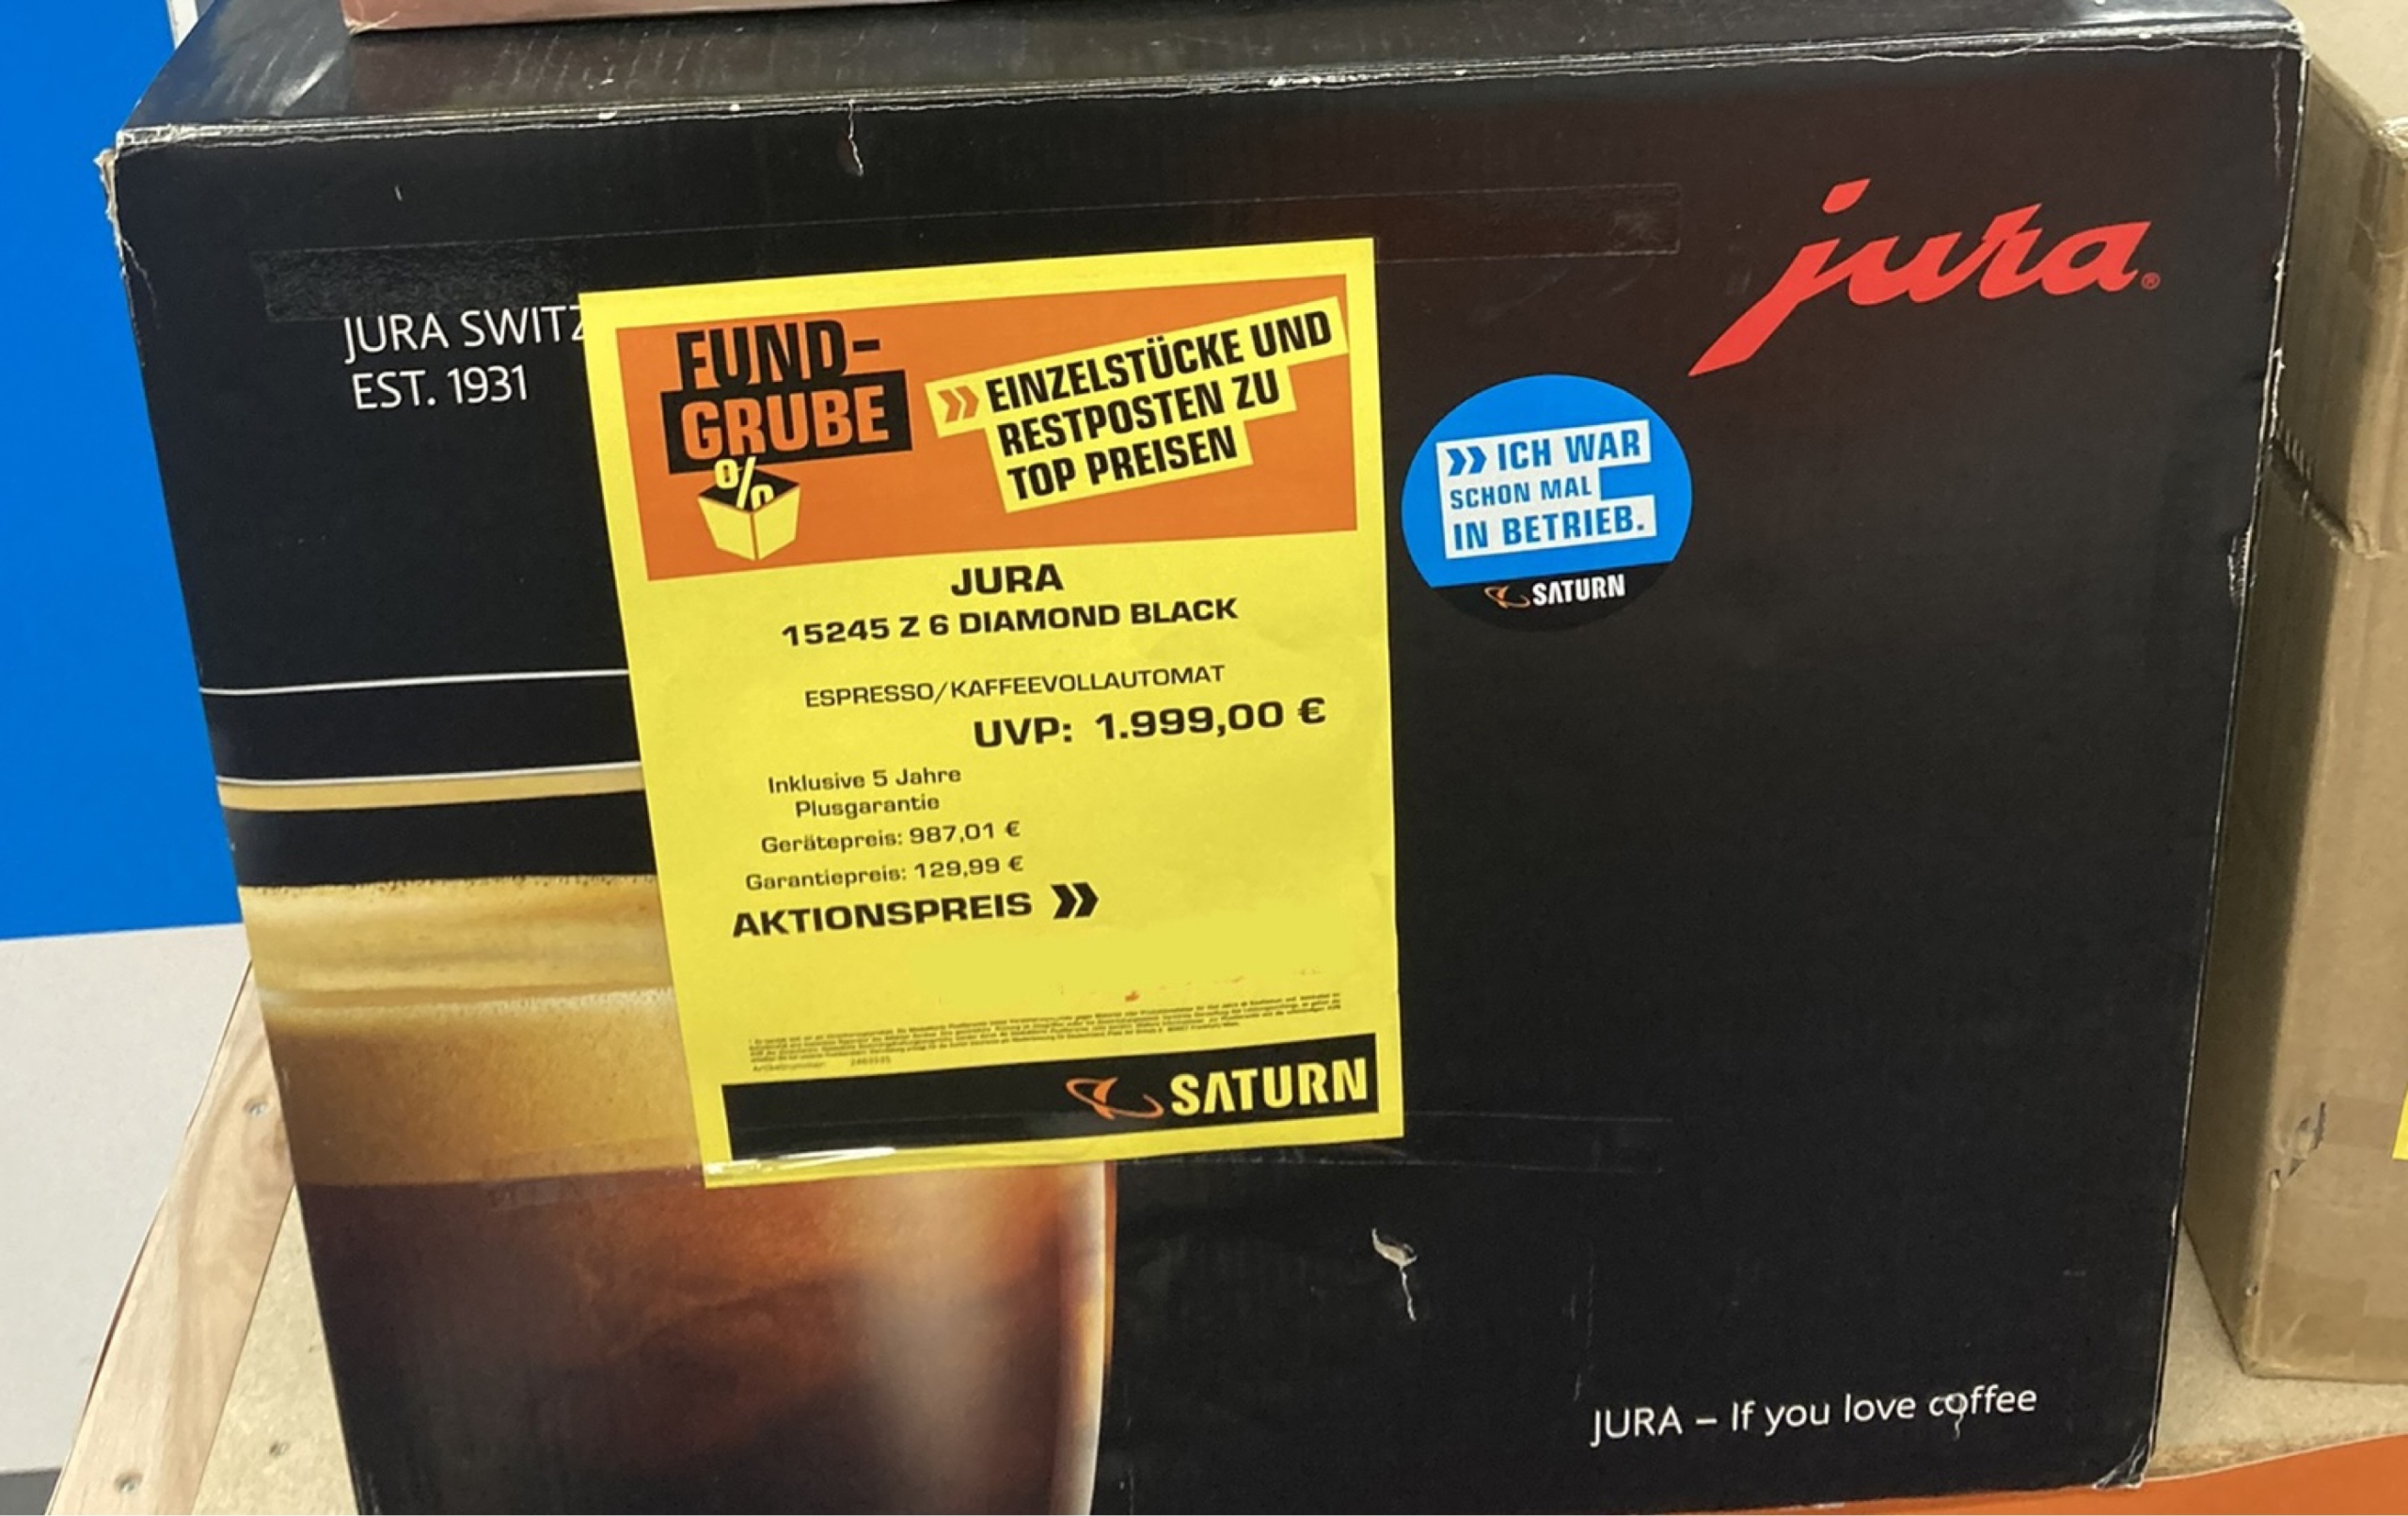 jura
JURA SWITZ
EST. 1931
FUND-
GRUBE
%
» EINZELSTÜCKE UND
RESTPOSTEN ZU
TOP PREISEN
» ICH WAR
SCHON MAL
IN BETRIEB.
SATURN
JURA
15245 Z 6 DIAMOND BLACK
ESPRESSO/KAFFEEVOLLAUTOMAT
UVP: 1.999,00 €
Inklusive 5 Jahre
Plusgarantie
Gerätepreis: 987,01 €
Garantiepreis: 129,99 €
AKTIONSPREIS »
Artikelnummer:
SATURN
JURA – If you love coffee